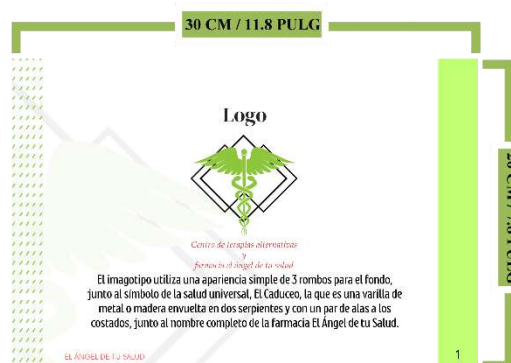 30 CM / 11.8 PULG
Logo
Centro de terapias alternativas
y
farmacia el ángel de tu salud
El imagotipo utiliza una apariencia simple de 3 rombos para el fondo,
junto al símbolo de la salud universal, El Caduceo, la que es una varilla de
metal o madera envuelta en dos serpientes y con un par de alas a los
costados, junto al nombre completo de la farmacia El Ángel de tu Salud.
EL ÁNGEL DE TU SALUD
1